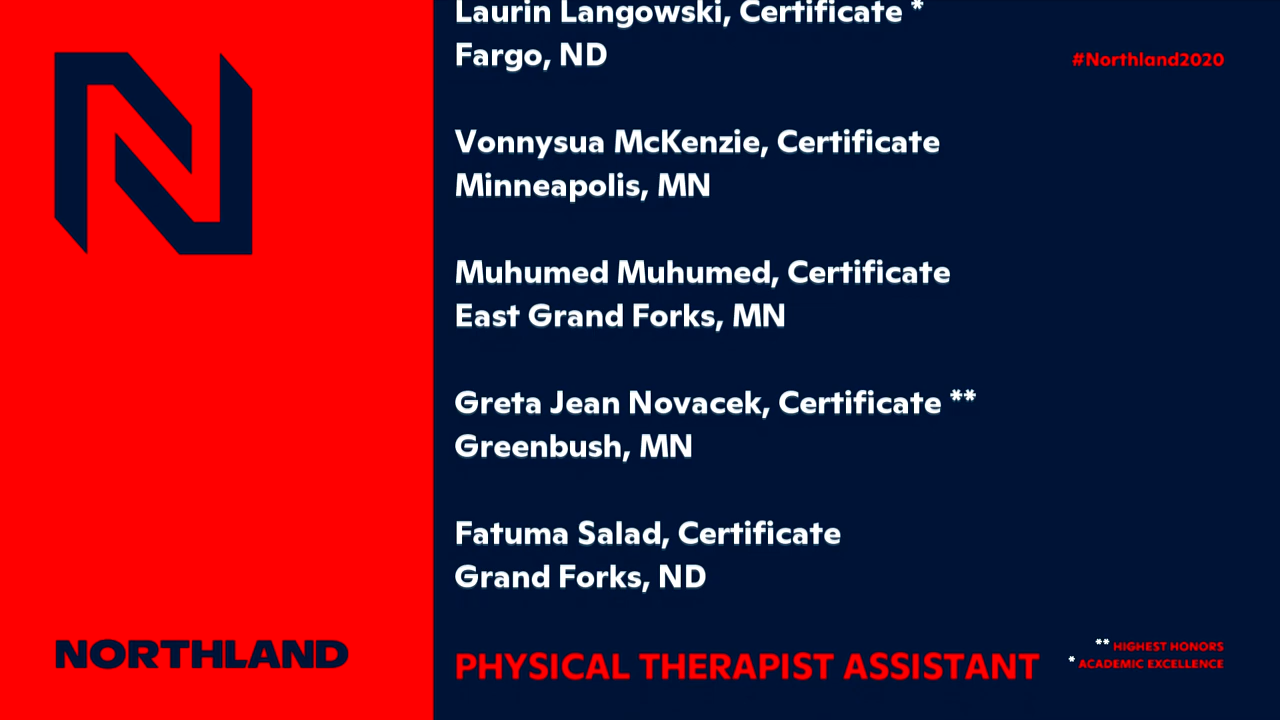 Laurin Langowski, Certificate *
Fargo, ND
#Northland2020
Vonnysua McKenzie, Certificate
Minneapolis, MN
Muhumed Muhumed, Certificate
East Grand Forks, MN
Greta Jean Novacek, Certificate **
Greenbush, MN
Fatuma Salad, Certificate
Grand Forks, ND
NORTHLAND
PHYSICAL THERAPIST ASSISTANT
** HIGHEST HONORS
* ACADEMIC EXCELLENCE